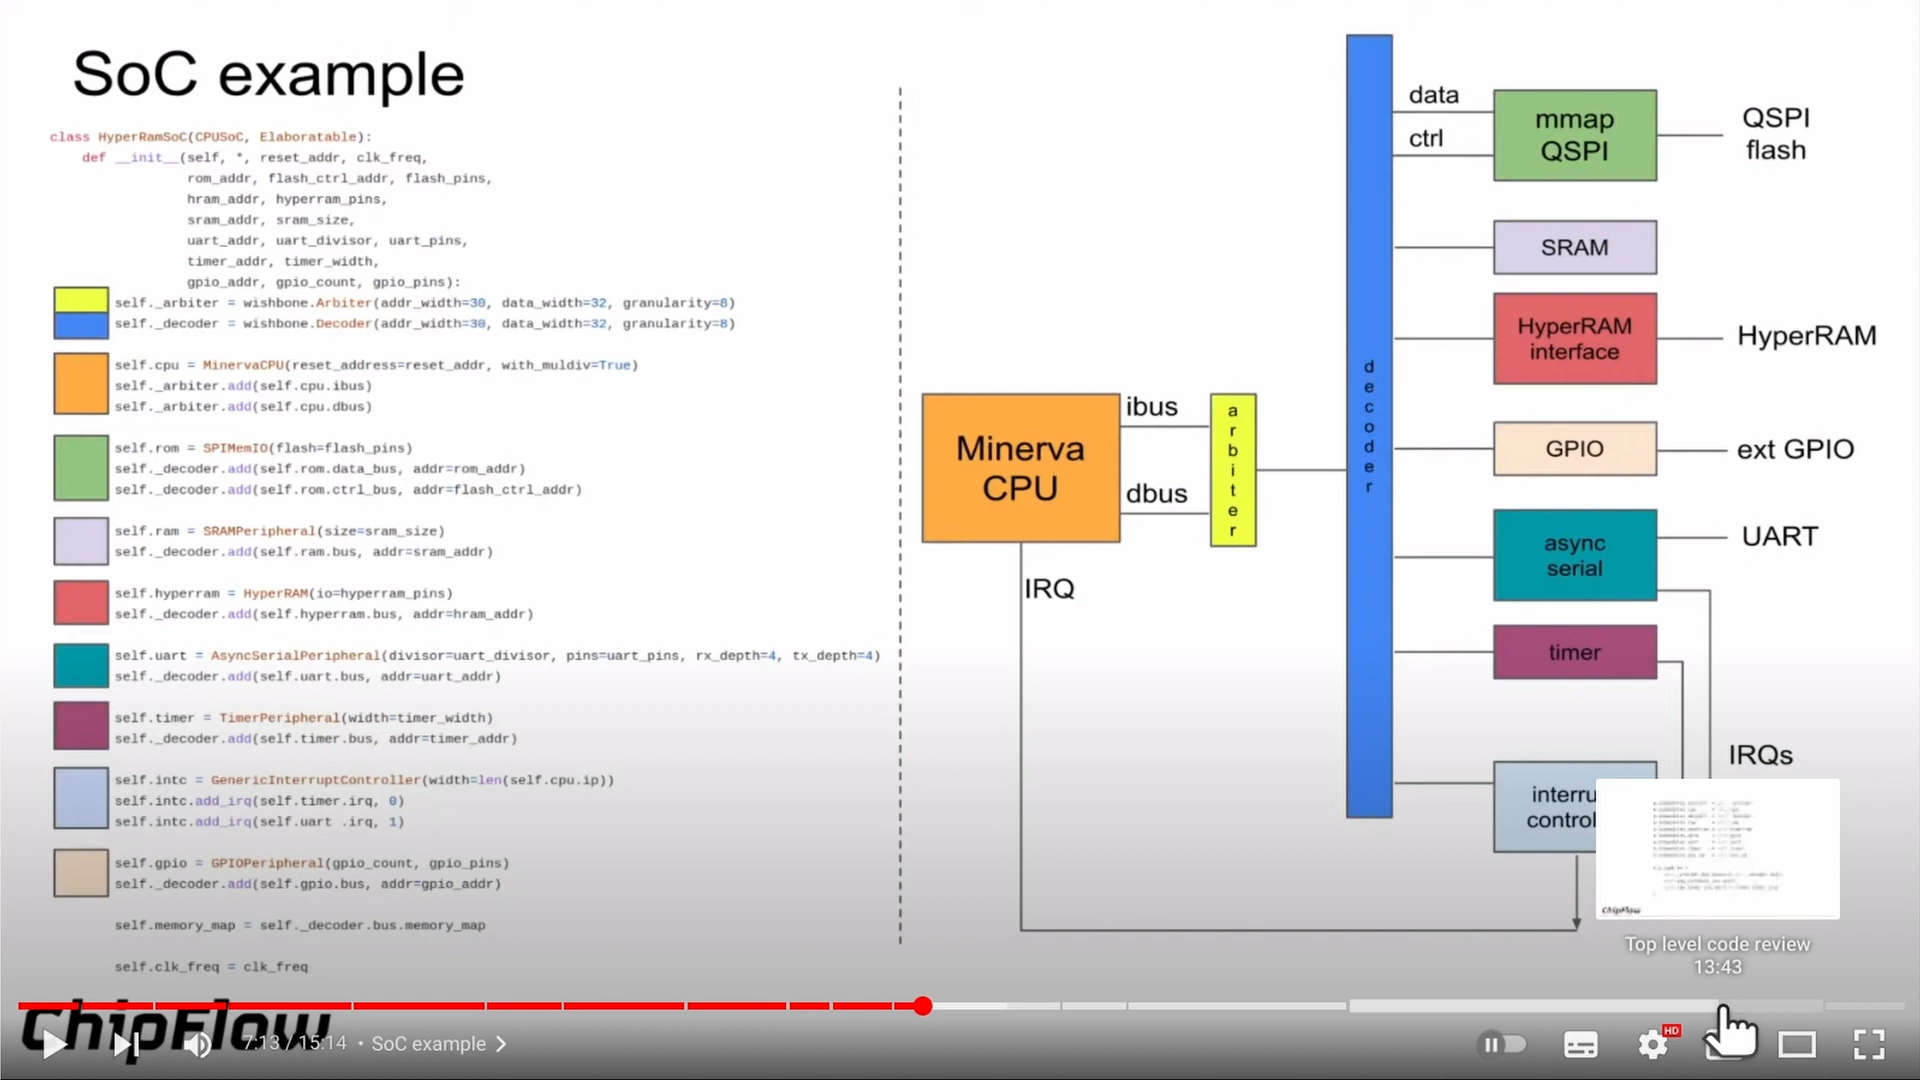 SoC example
class HyperRamSoC(CPUSoC, Elaboratable):
def __init__(self, *, reset_addr, clk_freq,
rom_addr, flash_ctrl_addr, flash_pins,
hram_addr, hyperram_pins,
sram_addr, sram_size,
uart_addr, uart_divisor, uart_pins,
timer_addr, timer_width,
gpio_addr, gpio_count, gpio_pins):
self._arbiter = wishbone.Arbiter(addr_width=30, data_width=32, granularity=8)
self._decoder = wishbone.Decoder(addr_width=30, data_width=32, granularity=8)
self.cpu = MinervaCPU(reset_address=reset_addr, with_muldiv=True)
self._arbiter.add(self.cpu.ibus)
self._arbiter.add(self.cpu.dbus)
self.rom = SPIMemIO(flash=flash_pins)
self._decoder.add(self.rom.data_bus, addr=rom_addr)
self._decoder.add(self.rom.ctrl_bus, addr=flash_ctrl_addr)
self.ram = SRAMPeripheral(size=sram_size)
self._decoder.add(self.ram.bus, addr=sram_addr)
self.hyperram = HyperRAM(io=hyperram_pins)
self._decoder.add(self.hyperram.bus, addr=hram_addr)
self.uart = AsyncSerialPeripheral(divisor=uart_divisor, pins=uart_pins, rx_depth=4, tx_depth=4)
self._decoder.add(self.uart.bus, addr=uart_addr)
self.timer = TimerPeripheral(width=timer_width)
self._decoder.add(self.timer.bus, addr=timer_addr)
self.intc = GenericInterruptController(width=len(self.cpu.ip))
self.intc.add_irq(self.timer.irq, 0)
self.intc.add_irq(self.uart .irq, 1)
self.gpio = GPIOPeripheral(gpio_count, gpio_pins)
self._decoder.add(self.gpio.bus, addr=gpio_addr)
self.memory_map = self._decoder.bus.memory_map
self.clk_freq = clk_freq
Minerva
CPU
ibus
dbus
IRQ
arbiter
decoder
data
ctrl
mmap
QSPI
QSPI
flash
SRAM
HyperRAM
interface
HyperRAM
GPIO
ext GPIO
async
serial
UART
timer
IRQs
interru
control
ChipFlow
Top level code review
13:43
ChipFlow
7:13 / 15:14 • SoC example
HD